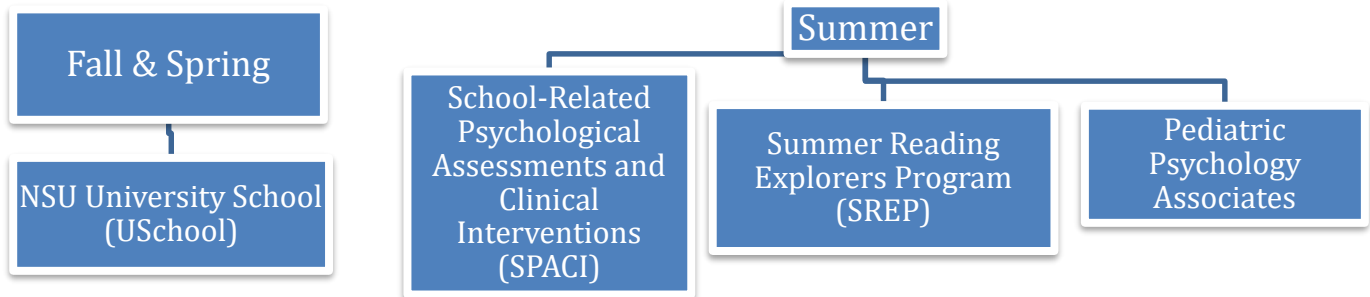 Fall & Spring
NSU University School
(USchool)
Summer
School-Related
Psychological
Assessments and
Clinical
Interventions
(SPACI)
Summer Reading
Explorers Program
(SREP)
Pediatric
Psychology
Associates